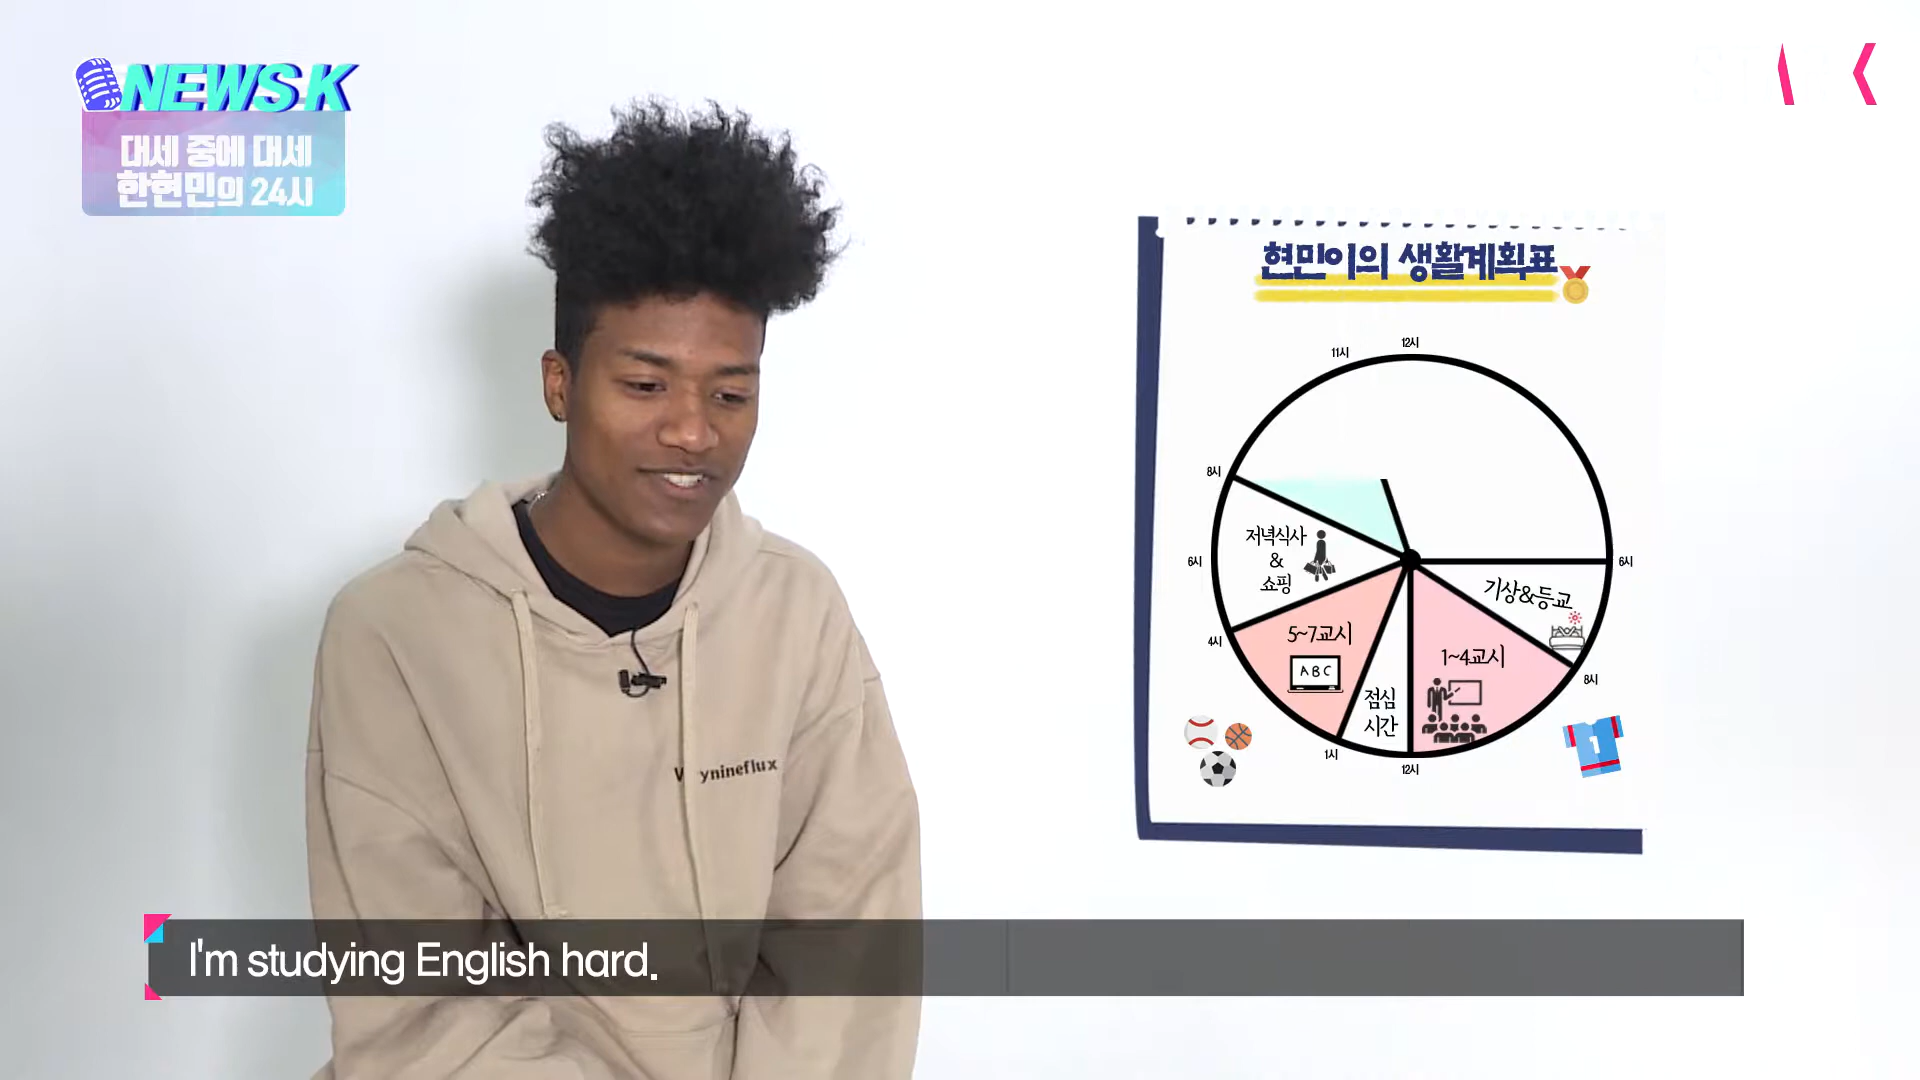 NEWS K
대세 중에 대세
한현민의 24시
현민이의 생활계획표
11시
12시
8시
저녁식사
&
쇼핑
6시
6시
기상&등교
4시
5~7교시
ABC
1~4교시
8시
점심
시간
1시
12시
1
ynineflux
I'm studying English hard.